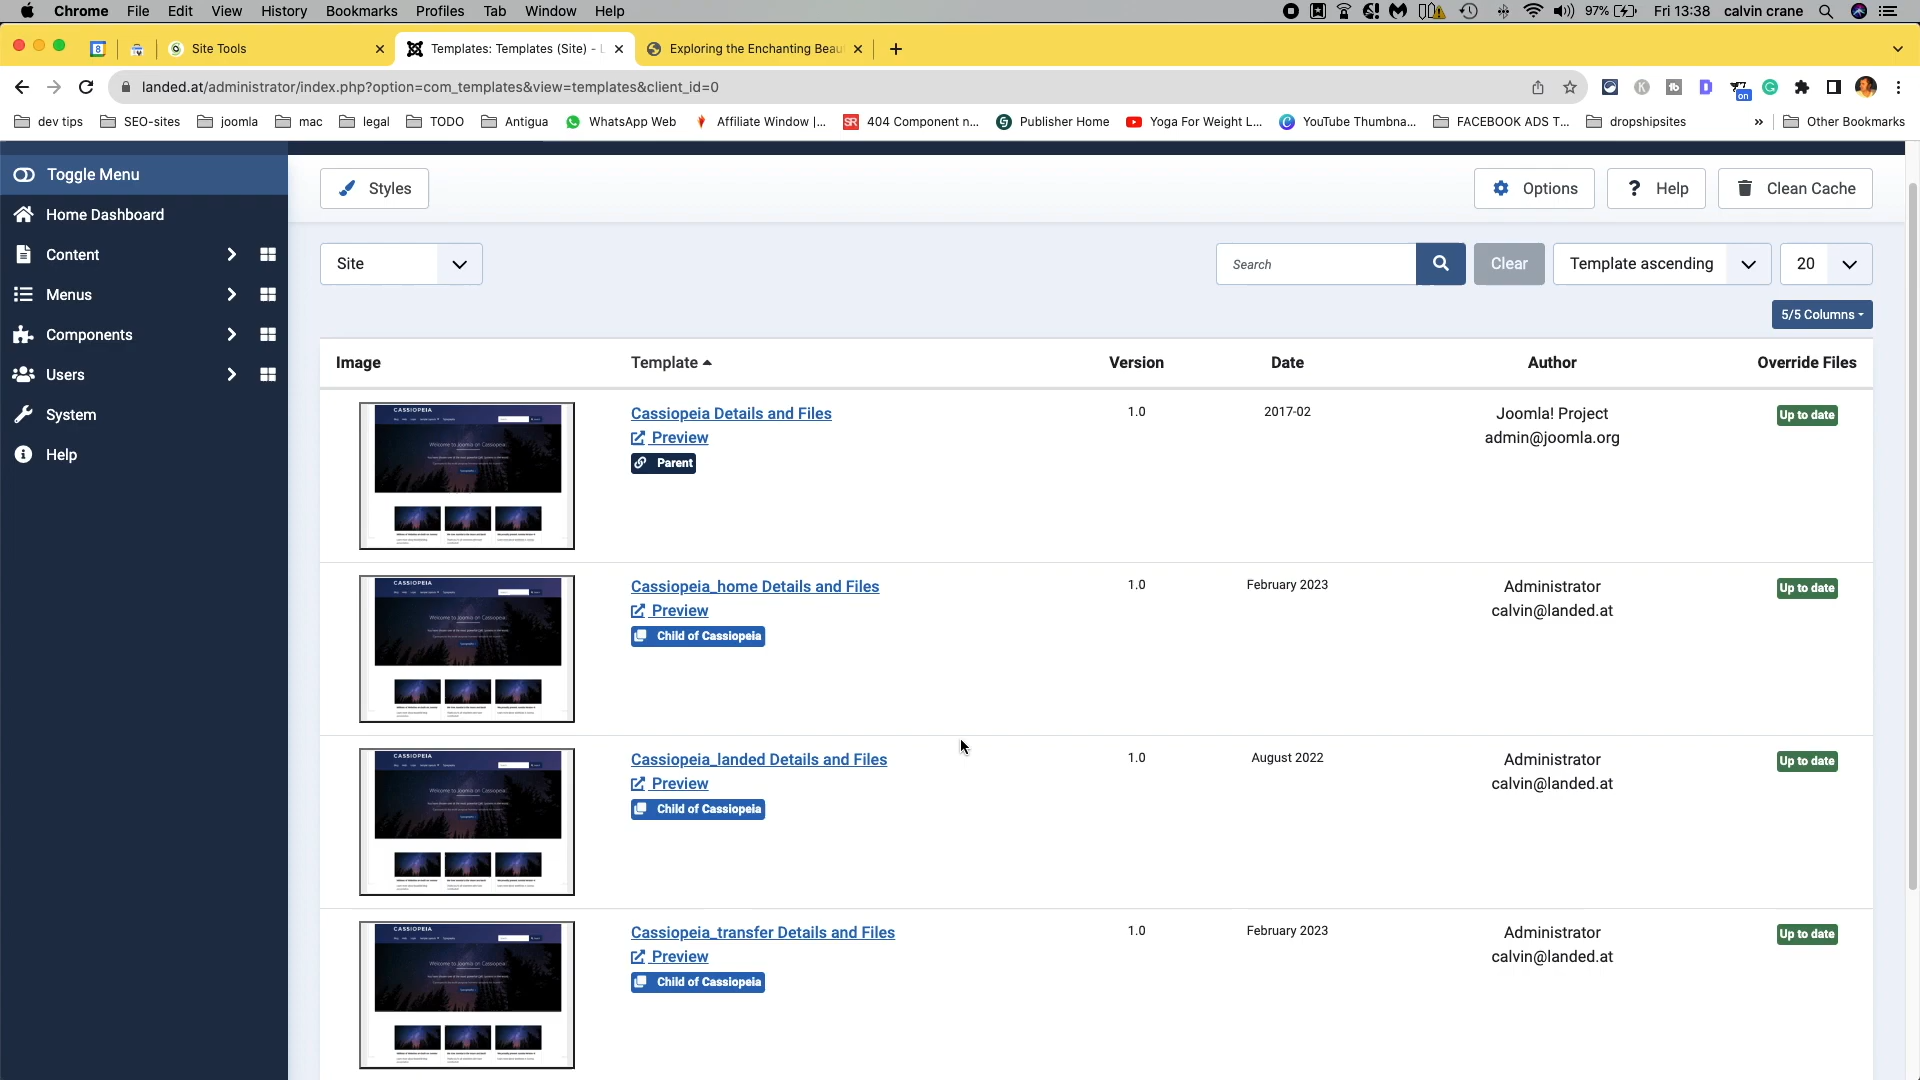 Chrome File Edit View History Bookmarks Profiles Tab Window Help 97% Fri 13:38 calvin crane
8 Site Tools Templates: Templates (Site) - Exploring the Enchanting Beau
landed.at/administrator/index.php?option=com_templates&view=templates&client_id=0 on
dev tips SEO-sites joomla mac legal TODO Antigua WhatsApp Web Affiliate Window |... SR 404 Component n... Publisher Home Yoga For Weight L... YouTube Thumbna... FACEBOOK ADS T... dropshipsites » Other Bookmarks
Toggle Menu
Home Dashboard
Content
Menus
Components
Users
System
Help
Styles Options ? Help Clean Cache
Site Search Clear Template ascending 20
5/5 Columns
Image Template Version Date Author Override Files
CASSIOPEIA
Cassiopeia Details and Files 1.0 2017-02 Joomla! Project Up to date
Preview admin@joomla.org
Parent
CASSIOPEIA
Cassiopeia_home Details and Files 1.0 February 2023 Administrator Up to date
Preview calvin@landed.at
Child of Cassiopeia
CASSIOPEIA
Cassiopeia_landed Details and Files 1.0 August 2022 Administrator Up to date
Preview calvin@landed.at
Child of Cassiopeia
CASSIOPEIA
Cassiopeia_transfer Details and Files 1.0 February 2023 Administrator Up to date
Preview calvin@landed.at
Child of Cassiopeia